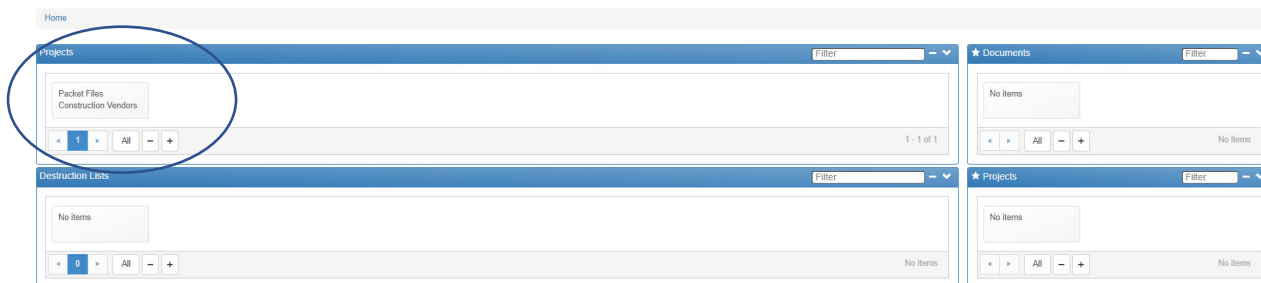 Home
Projects
Filter
Packet Files
Construction Vendors
1
All
1 - 1 of 1
Documents
Filter
No items
All
No items
Destruction Lists
Filter
No items
0
All
No items
Projects
Filter
No items
All
No items